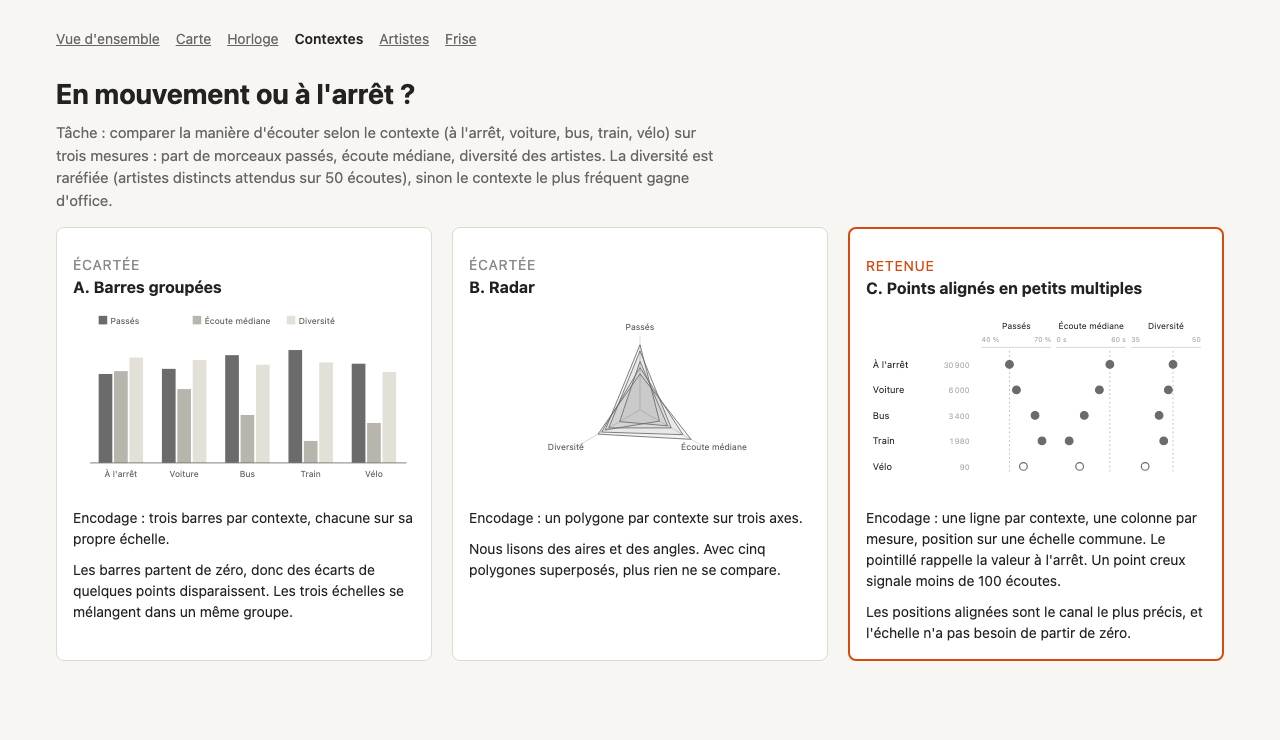 Vue d'ensemble Carte Horloge Contextes Artistes Frise
En mouvement ou à l'arrêt ?
Tâche : comparer la manière d'écouter selon le contexte (à l'arrêt, voiture, bus, train, vélo) sur
trois mesures : part de morceaux passés, écoute médiane, diversité des artistes. La diversité est
raréfiée (artistes distincts attendus sur 50 écoutes), sinon le contexte le plus fréquent gagne
d'office.
ÉCARTÉE
A. Barres groupées
Passés Écoute médiane Diversité
À l'arrêt Voiture Bus Train Vélo
Encodage : trois barres par contexte, chacune sur sa
propre échelle.
Les barres partent de zéro, donc des écarts de
quelques points disparaissent. Les trois échelles se
mélangent dans un même groupe.
ÉCARTÉE
B. Radar
Passés
Diversité Écoute médiane
Encodage : un polygone par contexte sur trois axes.
Nous lisons des aires et des angles. Avec cinq
polygones superposés, plus rien ne se compare.
RETENUE
C. Points alignés en petits multiples
Passés Écoute médiane Diversité
40 % 70 % 0 s 60 s 35 50
À l'arrêt 30 900
Voiture 6 000
Bus 3 400
Train 1 980
Vélo 90
Encodage : une ligne par contexte, une colonne par
mesure, position sur une échelle commune. Le
pointillé rappelle la valeur à l'arrêt. Un point creux
signale moins de 100 écoutes.
Les positions alignées sont le canal le plus précis, et
l'échelle n'a pas besoin de partir de zéro.